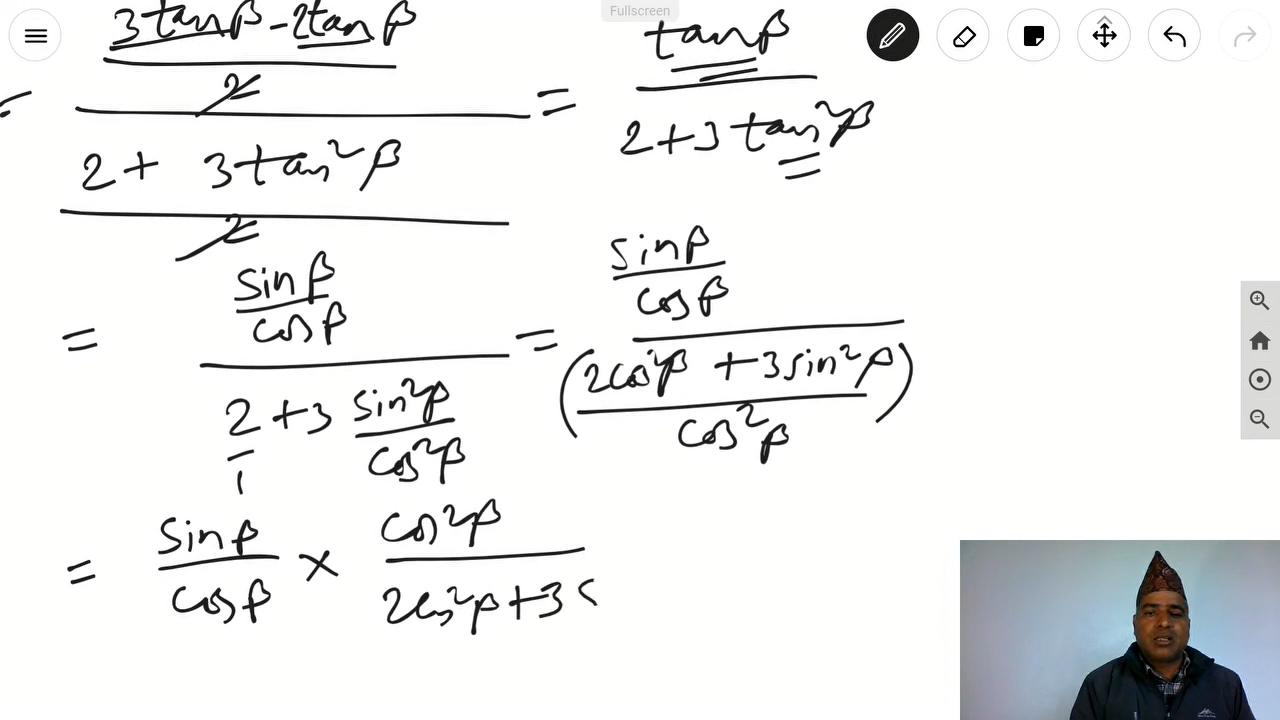 Fullscreen
= (3tanβ - 2tanβ)/2 / (2 + 3tan²β)/2 = tanβ / (2 + 3tan²β)
= (sinβ/cosβ) / (2/1 + 3 sin²β/cos²β) = (sinβ/cosβ) / ((2cos²β + 3sin²β)/cos²β)
= sinβ/cosβ × cos²β / 2cos²β + 3s